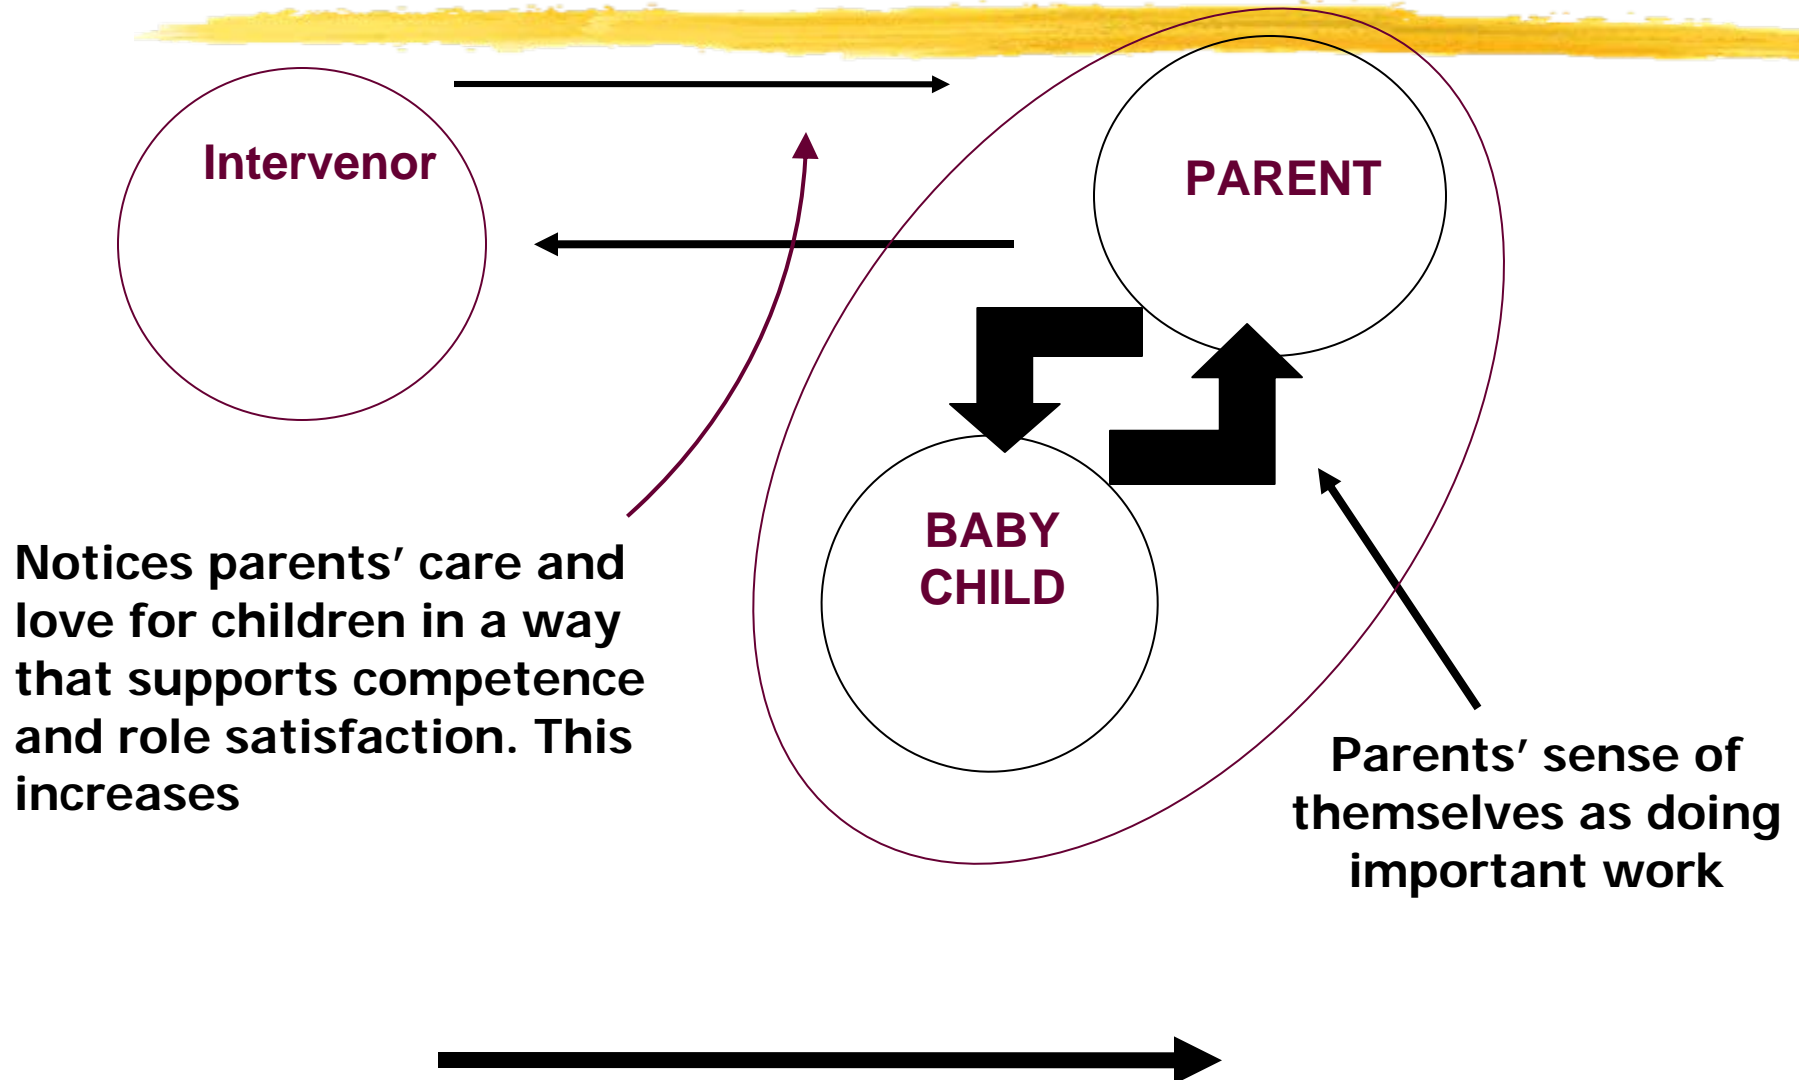 Intervenor
PARENT
BABY
CHILD
Notices parents’ care and
love for children in a way
that supports competence
and role satisfaction. This
increases
Parents’ sense of
themselves as doing
important work